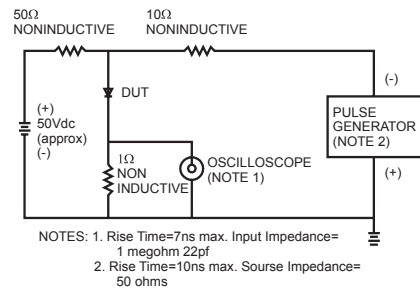 50Ω
NONINDUCTIVE
10Ω
NONINDUCTIVE
DUT
(+)
50Vdc
(approx)
(-)
1Ω
NON
INDUCTIVE
OSCILLOSCOPE
(NOTE 1)
(-)
PULSE
GENERATOR
(NOTE 2)
(+)
NOTES: 1. Rise Time=7ns max. Input Impedance=
1 megohm 22pf
2. Rise Time=10ns max. Sourse Impedance=
50 ohms